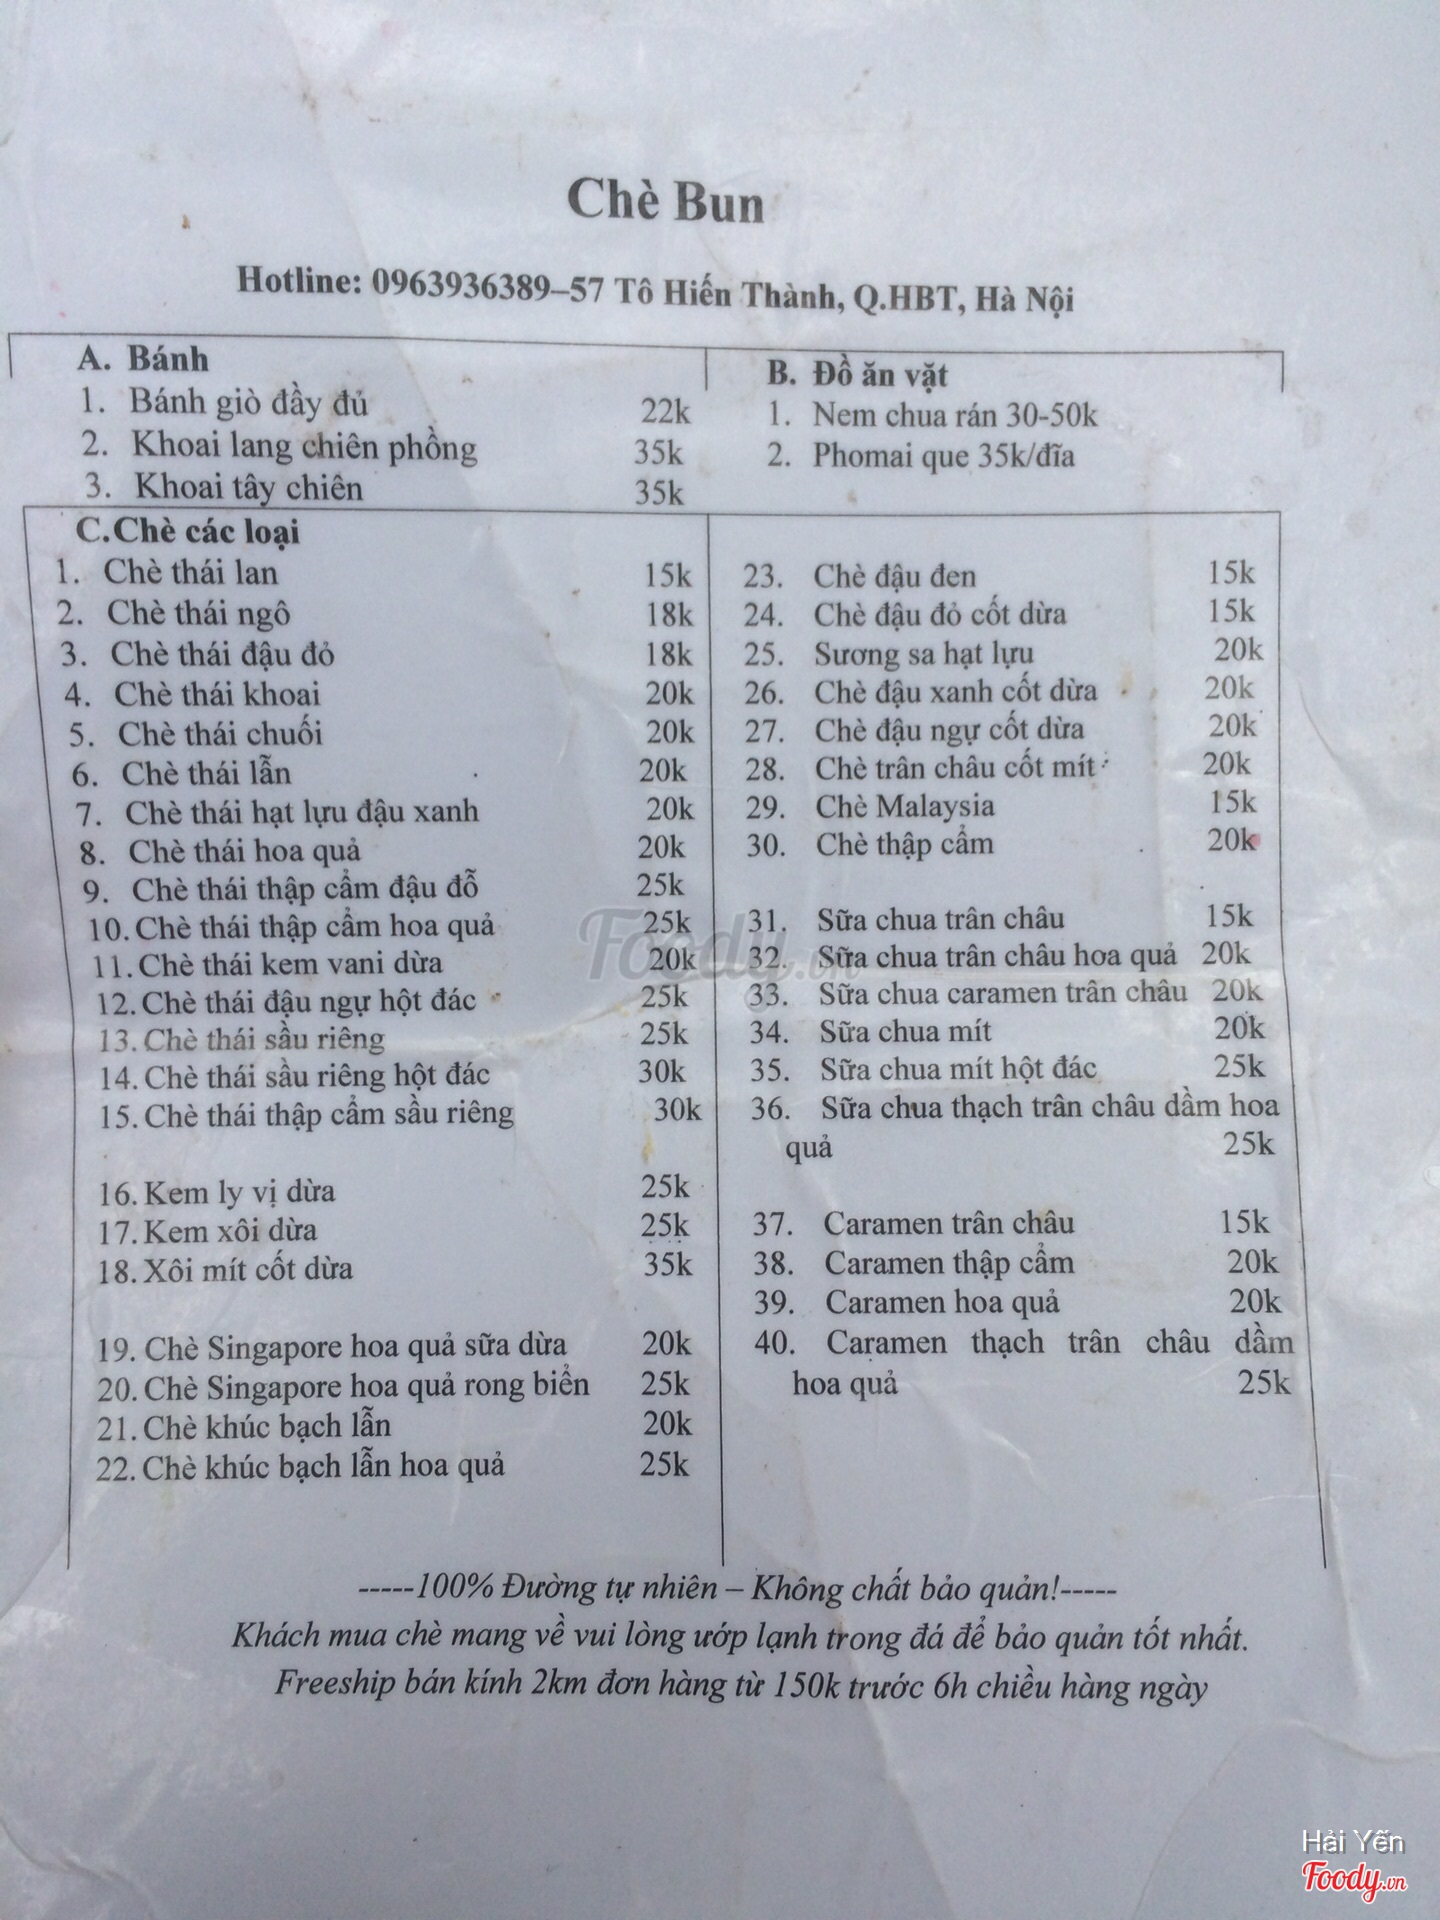 Chè Bun
Hotline: 0963936389–57 Tô Hiến Thành, Q.HBT, Hà Nội
A. Bánh
1. Bánh giò đầy đủ 22k
2. Khoai lang chiên phồng 35k
3. Khoai tây chiên 35k
B. Đồ ăn vặt
1. Nem chua rán 30-50k
2. Phomai que 35k/đĩa
C. Chè các loại
1. Chè thái lan 15k
2. Chè thái ngô 18k
3. Chè thái đậu đỏ 18k
4. Chè thái khoai 20k
5. Chè thái chuối 20k
6. Chè thái lẫn 20k
7. Chè thái hạt lựu đậu xanh 20k
8. Chè thái hoa quả 20k
9. Chè thái thập cẩm đậu đỗ 25k
10. Chè thái thập cẩm hoa quả 25k
11. Chè thái kem vani dừa 20k
12. Chè thái đậu ngự hột đác 25k
13. Chè thái sầu riêng 25k
14. Chè thái sầu riêng hột đác 30k
15. Chè thái thập cẩm sầu riêng 30k
16. Kem ly vị dừa 25k
17. Kem xôi dừa 25k
18. Xôi mít cốt dừa 35k
19. Chè Singapore hoa quả sữa dừa 20k
20. Chè Singapore hoa quả rong biển 25k
21. Chè khúc bạch lẫn 20k
22. Chè khúc bạch lẫn hoa quả 25k
23. Chè đậu đen 15k
24. Chè đậu đỏ cốt dừa 15k
25. Sương sa hạt lựu 20k
26. Chè đậu xanh cốt dừa 20k
27. Chè đậu ngự cốt dừa 20k
28. Chè trân châu cốt mít 20k
29. Chè Malaysia 15k
30. Chè thập cẩm 20k
31. Sữa chua trân châu 15k
32. Sữa chua trân châu hoa quả 20k
33. Sữa chua caramen trân châu 20k
34. Sữa chua mít 20k
35. Sữa chua mít hột đác 25k
36. Sữa chua thạch trân châu dầm hoa
quả 25k
37. Caramen trân châu 15k
38. Caramen thập cẩm 20k
39. Caramen hoa quả 20k
40. Caramen thạch trân châu dầm
hoa quả 25k
-----100% Đường tự nhiên – Không chất bảo quản!-----
Khách mua chè mang về vui lòng ướp lạnh trong đá để bảo quản tốt nhất.
Freeship bán kính 2km đơn hàng từ 150k trước 6h chiều hàng ngày
Foody.vn
Hải Yến
Foody.vn